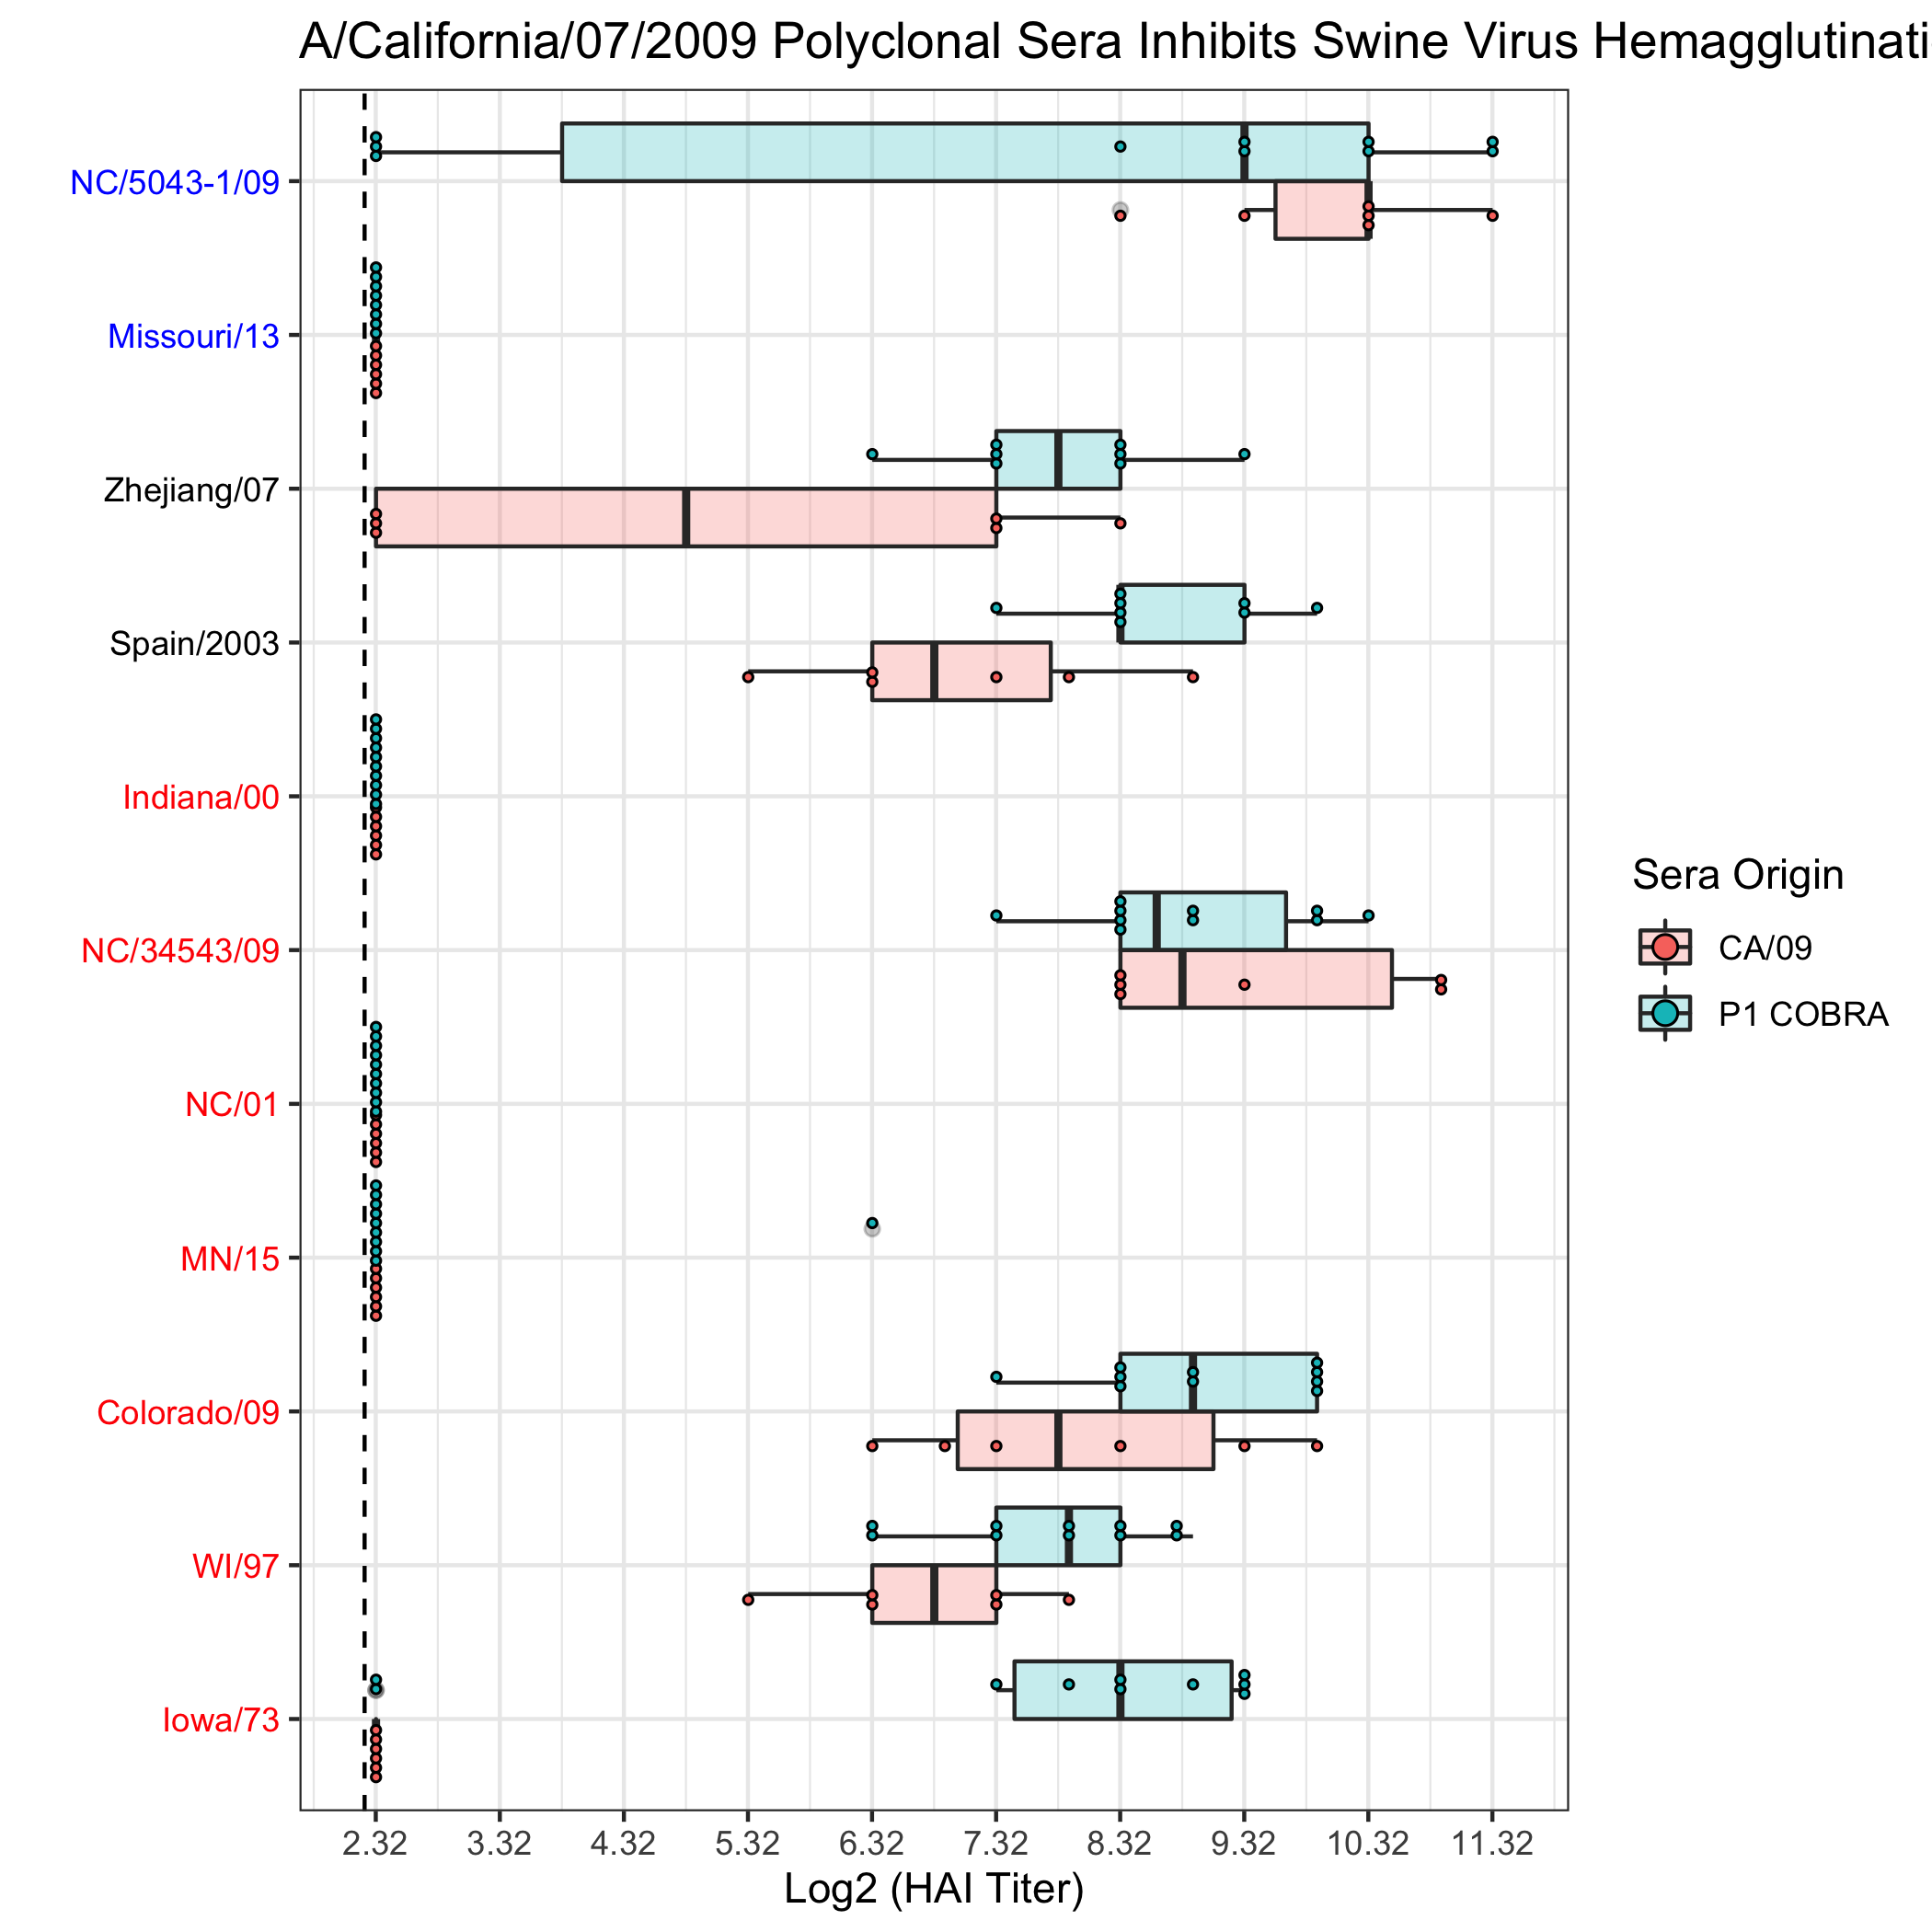 A/California/07/2009 Polyclonal Sera Inhibits Swine Virus Hemagglutinati
NC/5043-1/09
Missouri/13
Zhejiang/07
Spain/2003
Indiana/00
NC/34543/09
NC/01
MN/15
Colorado/09
WI/97
Iowa/73
2.32 3.32 4.32 5.32 6.32 7.32 8.32 9.32 10.32 11.32
Log2 (HAI Titer)
Sera Origin
CA/09
P1 COBRA